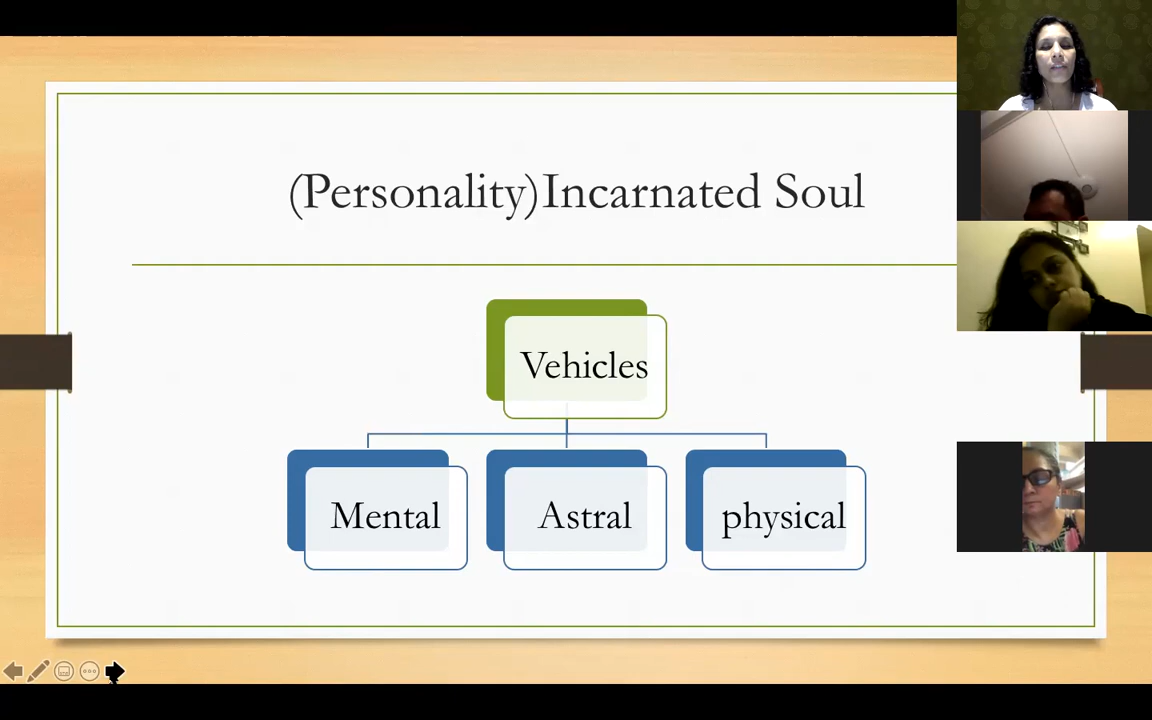 (Personality)Incarnated Soul
Vehicles
Mental
Astral
physical